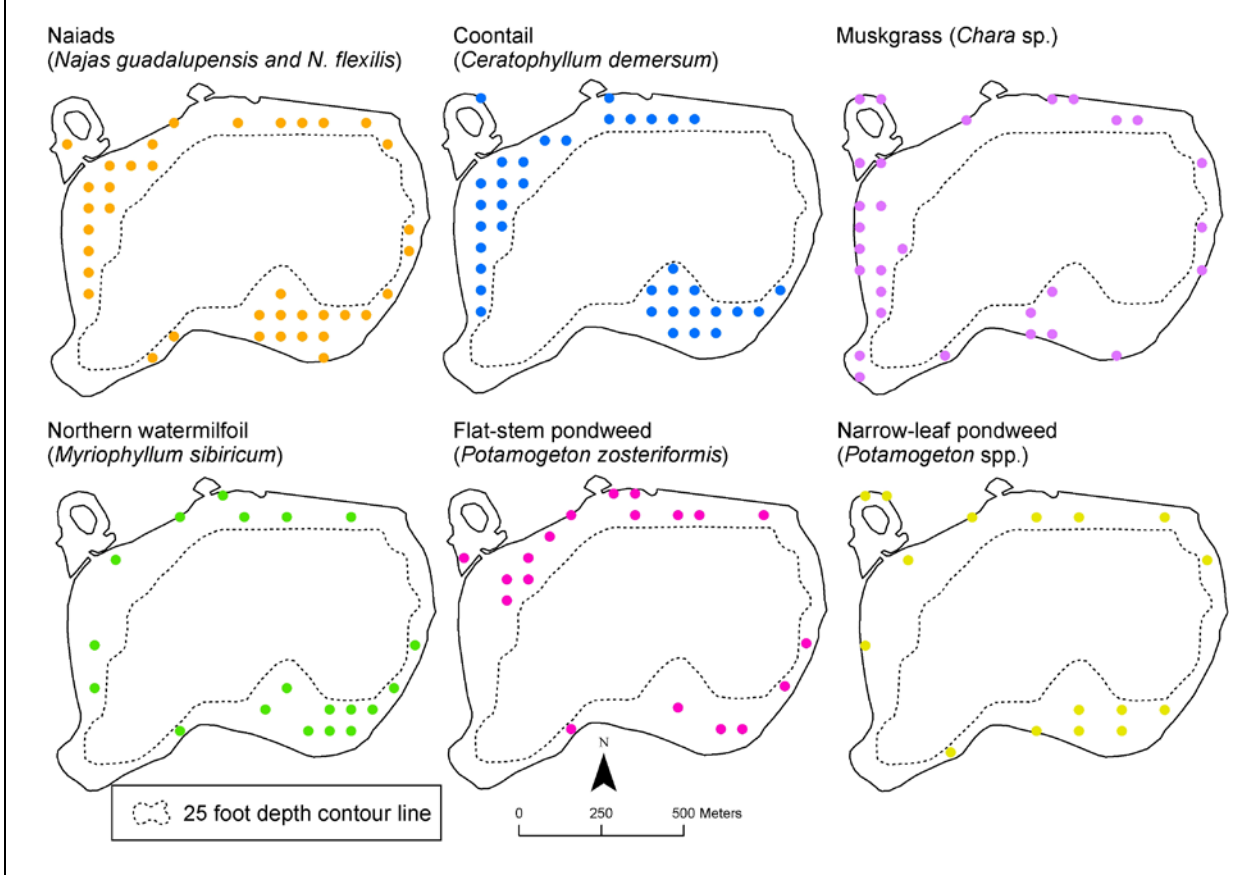 Naiads
(Najas guadalupensis and N. flexilis)
Coontail
(Ceratophyllum demersum)
Muskgrass (Chara sp.)
Northern watermilfoil
(Myriophyllum sibiricum)
Flat-stem pondweed
(Potamogeton zosteriformis)
Narrow-leaf pondweed
(Potamogeton spp.)
N
25 foot depth contour line
0 250 500 Meters